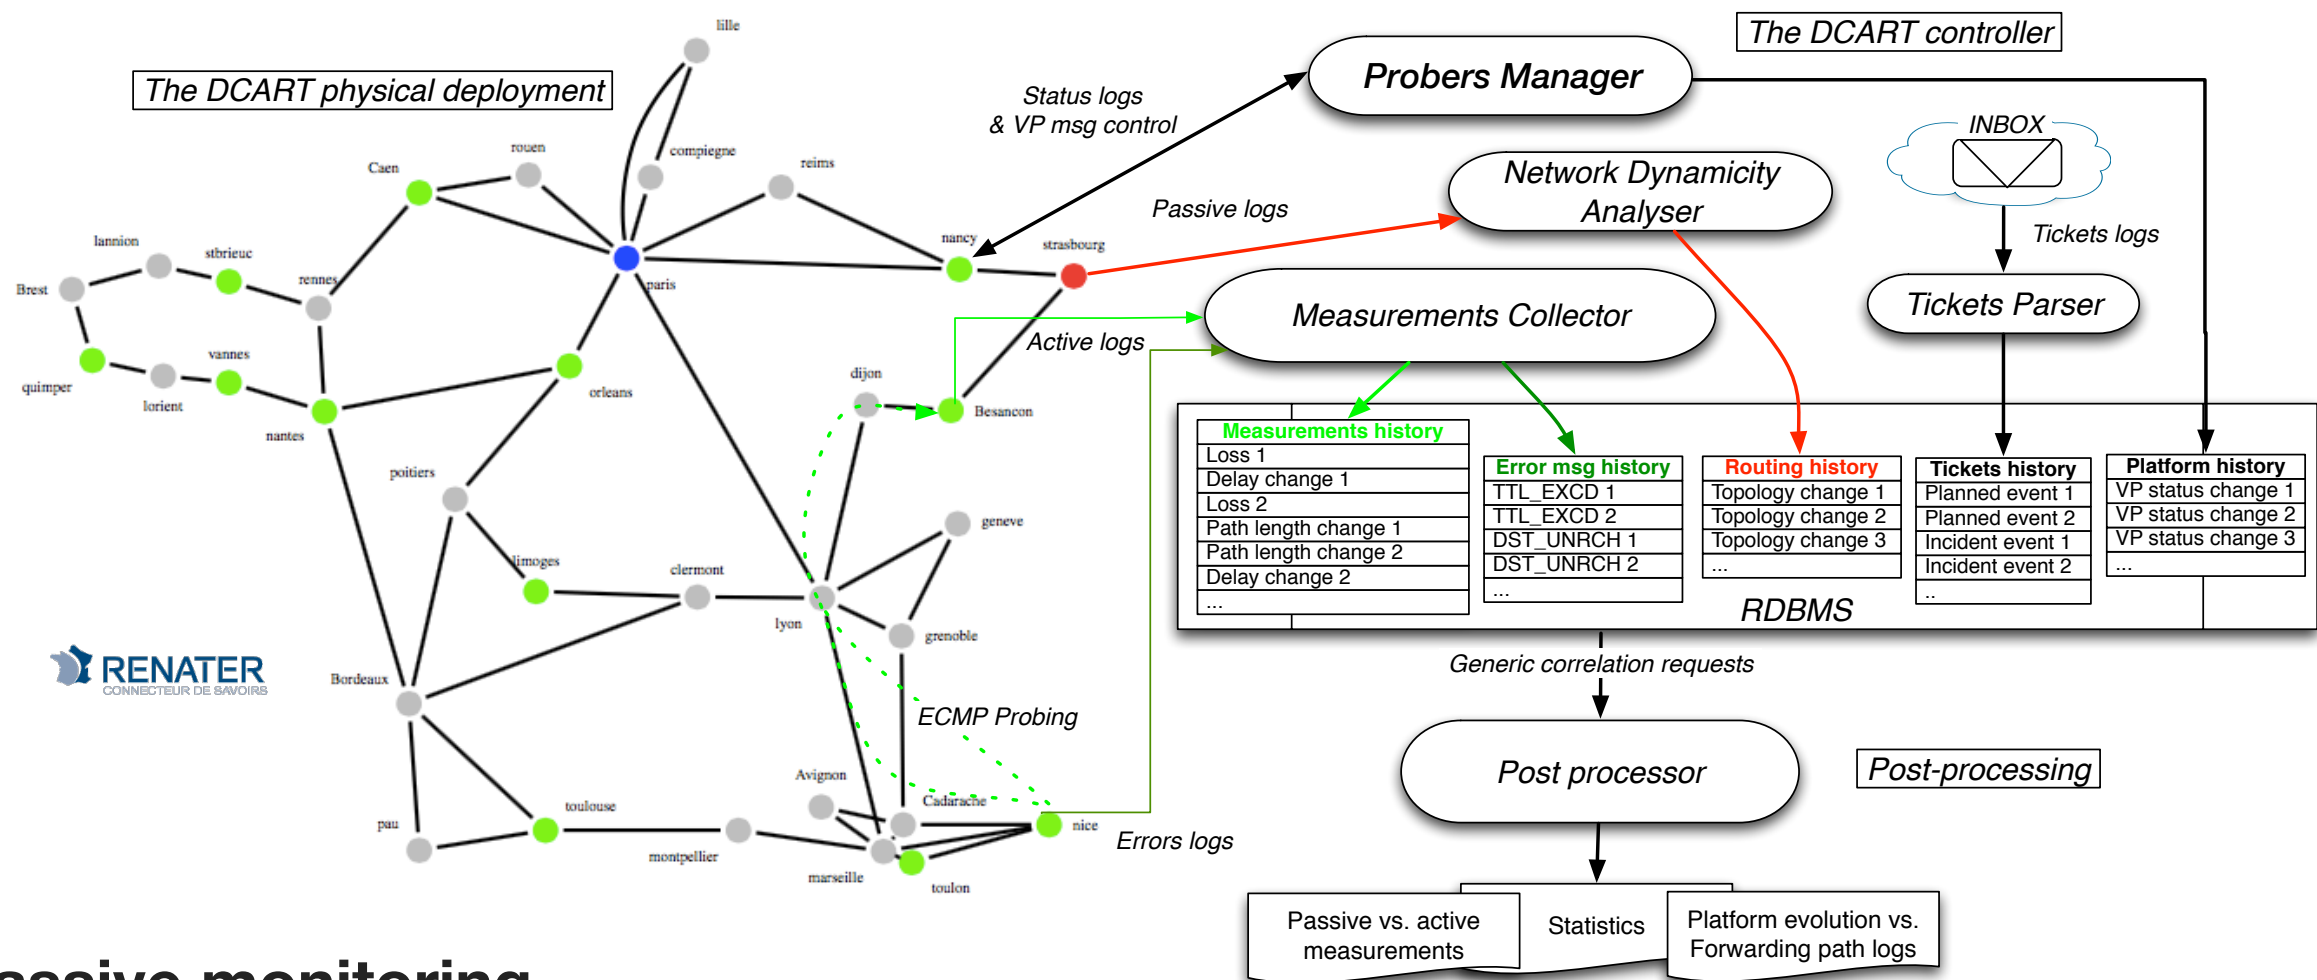 The DCART physical deployment
lille
rouen
compiegne
reims
Caen
lannion
stbrieuc
rennes
Brest
paris
nancy
strasbourg
quimper
vannes
lorient
nantes
orleans
dijon
Besancon
poitiers
limoges
clermont
lyon
geneve
grenoble
Bordeaux
RENATER
CONNECTEUR DE SAVOIRS
ECMP Probing
Avignon
Cadarache
nice
pau
toulouse
montpellier
marseille
toulon
Errors logs
Status logs
& VP msg control
Passive logs
Active logs
The DCART controller
Probers Manager
Network Dynamicity
Analyser
INBOX
Tickets logs
Tickets Parser
Measurements Collector
Measurements history
Loss 1
Delay change 1
Loss 2
Path length change 1
Path length change 2
Delay change 2
...
Error msg history
TTL_EXCD 1
TTL_EXCD 2
DST_UNRCH 1
DST_UNRCH 2
...
Routing history
Topology change 1
Topology change 2
Topology change 3
...
Tickets history
Planned event 1
Planned event 2
Incident event 1
Incident event 2
..
Platform history
VP status change 1
VP status change 2
VP status change 3
...
RDBMS
Generic correlation requests
Post processor
Post-processing
Passive vs. active
measurements
Statistics
Platform evolution vs.
Forwarding path logs